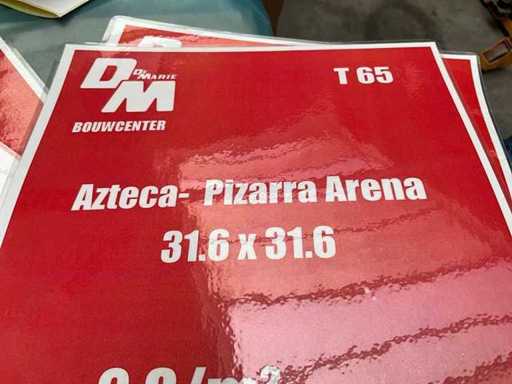 DE MARIE
DM
T 65
BOUWCENTER
Azteca- Pizarra Arena
31.6 x 31.6